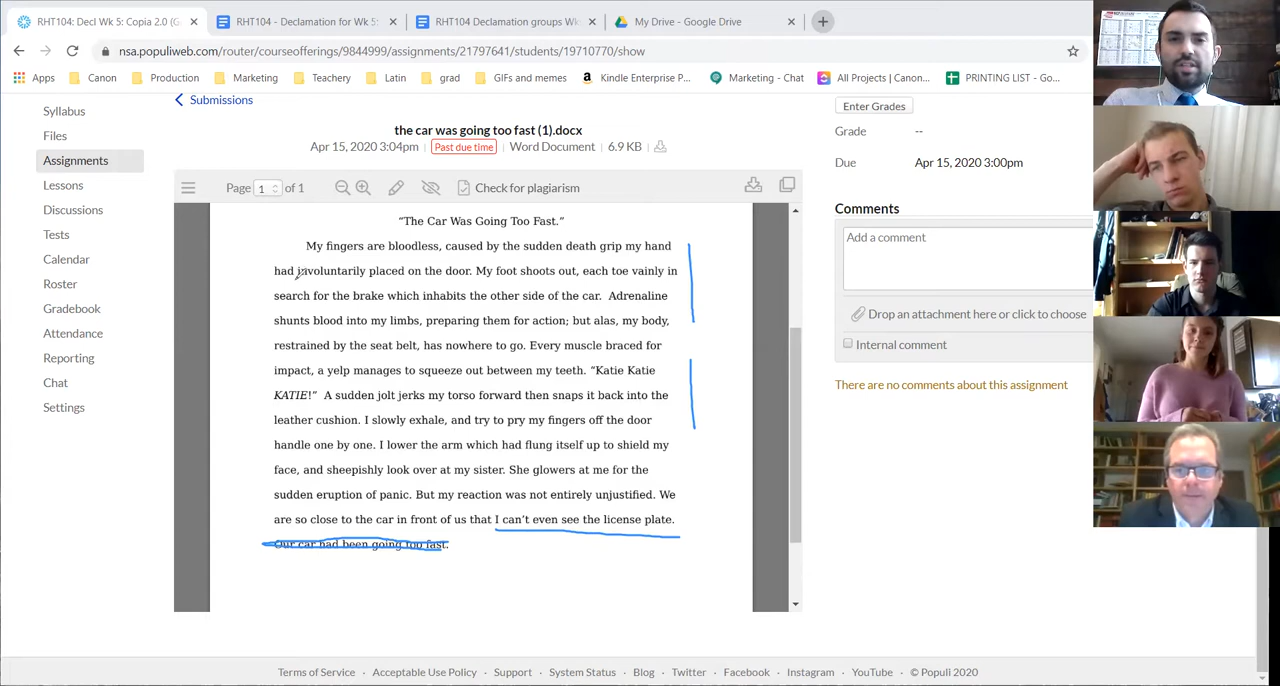 RHT104: Decl Wk 5: Copia 2.0 (G
RHT104 - Declamation for Wk 5:
RHT104 Declamation groups Wk
My Drive - Google Drive
nsa.populiweb.com/router/courseofferings/9844999/assignments/21797641/students/19710770/show
Apps Canon Production Marketing Teachery Latin grad GIFs and memes Kindle Enterprise P... Marketing - Chat All Projects (Canon... PRINTING LIST - Go...
Syllabus
Files
Assignments
Lessons
Discussions
Tests
Calendar
Roster
Gradebook
Attendance
Reporting
Chat
Settings
Submissions
the car was going too fast (1).docx
Apr 15, 2020 3:04pm Past due time Word Document 6.9 KB
Page 1 of 1 Check for plagiarism
“The Car Was Going Too Fast.”
My fingers are bloodless, caused by the sudden death grip my hand
had involuntarily placed on the door. My foot shoots out, each toe vainly in
search for the brake which inhabits the other side of the car. Adrenaline
shunts blood into my limbs, preparing them for action; but alas, my body,
restrained by the seat belt, has nowhere to go. Every muscle braced for
impact, a yelp manages to squeeze out between my teeth. “Katie Katie
KATIE!” A sudden jolt jerks my torso forward then snaps it back into the
leather cushion. I slowly exhale, and try to pry my fingers off the door
handle one by one. I lower the arm which had flung itself up to shield my
face, and sheepishly look over at my sister. She glowers at me for the
sudden eruption of panic. But my reaction was not entirely unjustified. We
are so close to the car in front of us that I can’t even see the license plate.
Our car had been going too fast.
Enter Grades
Grade --
Due Apr 15, 2020 3:00pm
Comments
Add a comment
Drop an attachment here or click to choose
Internal comment
There are no comments about this assignment
Terms of Service · Acceptable Use Policy · Support · System Status · Blog · Twitter · Facebook · Instagram · YouTube · © Populi 2020